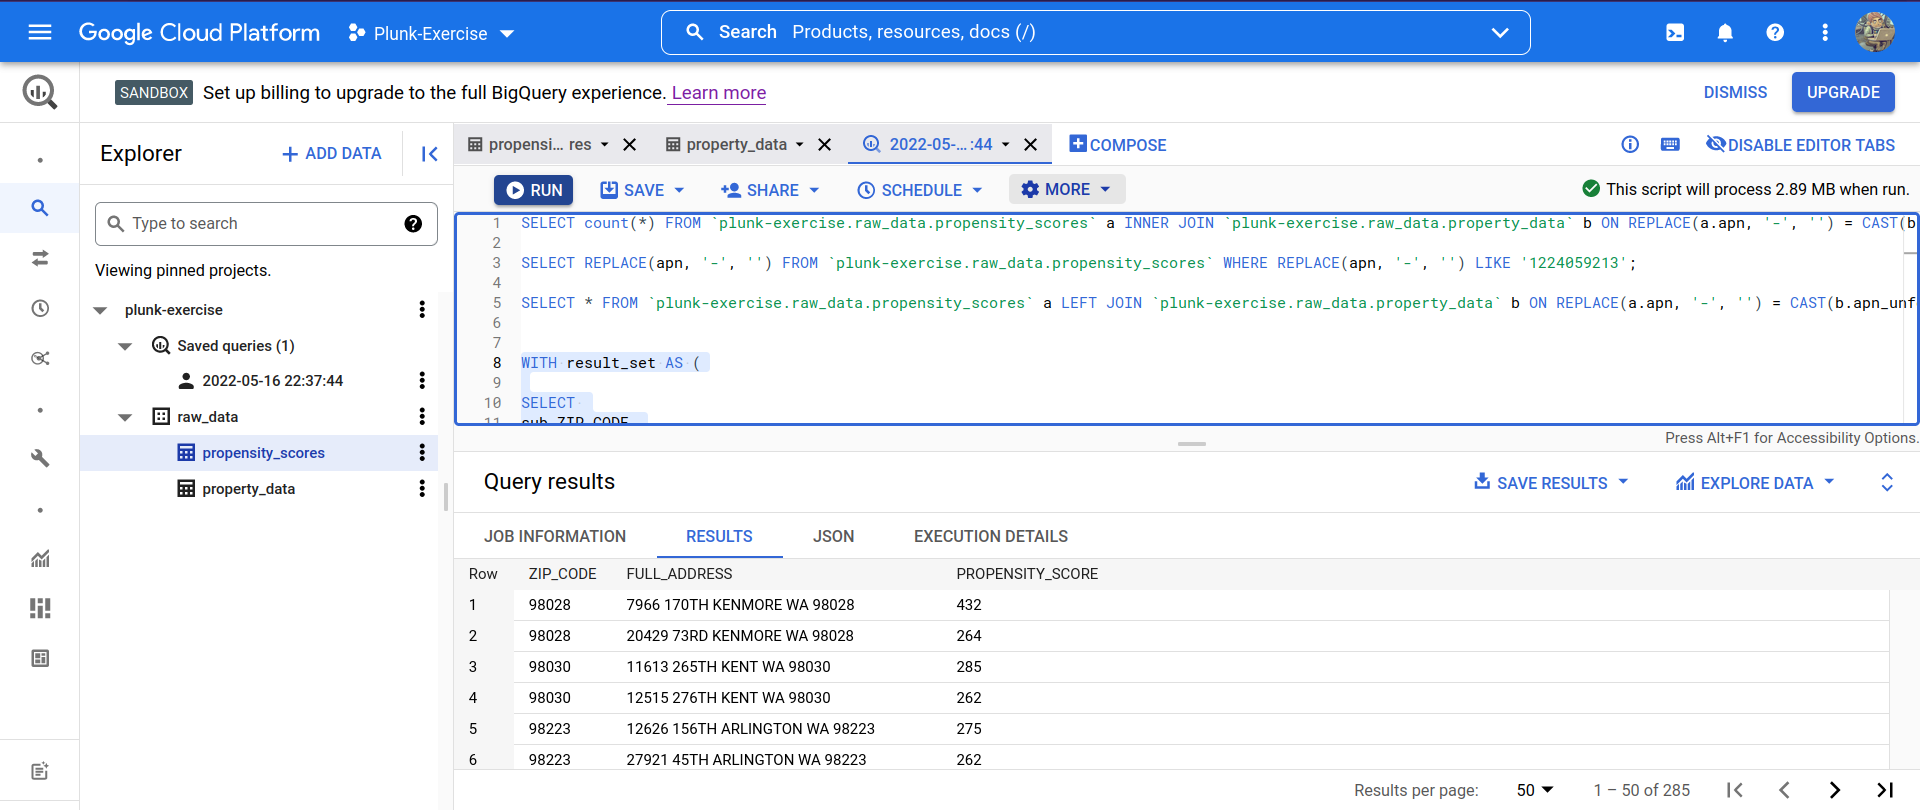 Google Cloud Platform
Plunk-Exercise
Search Products, resources, docs (/)
SANDBOX Set up billing to upgrade to the full BigQuery experience. Learn more
DISMISS
UPGRADE
Explorer
ADD DATA
propensi... res
property_data
2022-05-... :44
COMPOSE
DISABLE EDITOR TABS
RUN
SAVE
SHARE
SCHEDULE
MORE
This script will process 2.89 MB when run.
Type to search
Viewing pinned projects.
plunk-exercise
Saved queries (1)
2022-05-16 22:37:44
raw_data
propensity_scores
property_data
1 SELECT count(*) FROM `plunk-exercise.raw_data.propensity_scores` a INNER JOIN `plunk-exercise.raw_data.property_data` b ON REPLACE(a.apn, '-', '') = CAST(b
2
3 SELECT REPLACE(apn, '-', '') FROM `plunk-exercise.raw_data.propensity_scores` WHERE REPLACE(apn, '-', '') LIKE '1224059213';
4
5 SELECT * FROM `plunk-exercise.raw_data.propensity_scores` a LEFT JOIN `plunk-exercise.raw_data.property_data` b ON REPLACE(a.apn, '-', '') = CAST(b.apn_unf
6
7
8 WITH result_set AS (
9
10 SELECT
11 sub.ZIP_CODE
Press Alt+F1 for Accessibility Options.
Query results
SAVE RESULTS
EXPLORE DATA
JOB INFORMATION
RESULTS
JSON
EXECUTION DETAILS
Row ZIP_CODE FULL_ADDRESS PROPENSITY_SCORE
1 98028 7966 170TH KENMORE WA 98028 432
2 98028 20429 73RD KENMORE WA 98028 264
3 98030 11613 265TH KENT WA 98030 285
4 98030 12515 276TH KENT WA 98030 262
5 98223 12626 156TH ARLINGTON WA 98223 275
6 98223 27921 45TH ARLINGTON WA 98223 262
Results per page: 50 1 – 50 of 285